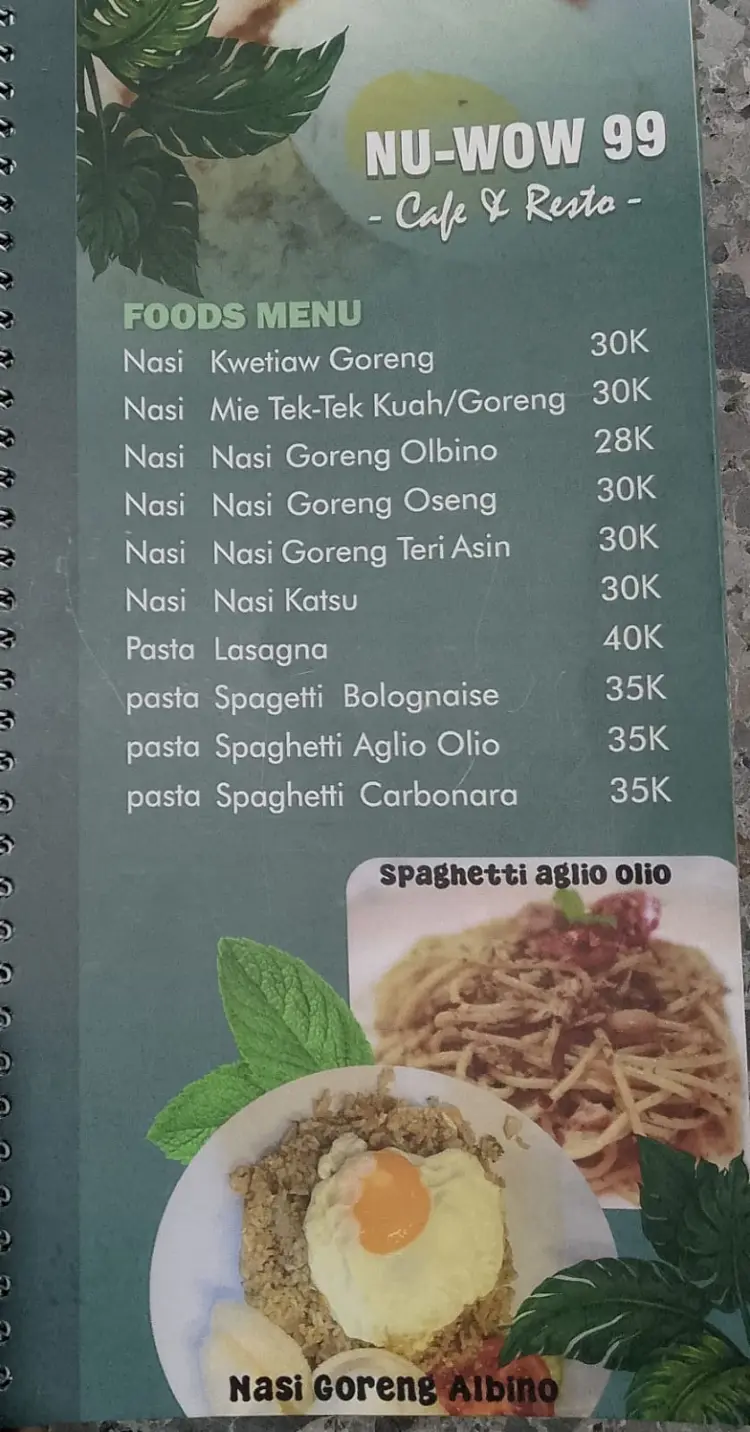 NU-WOW 99
- Cafe & Resto -
FOODS MENU
Nasi Kwetiaw Goreng 30K
Nasi Mie Tek-Tek Kuah/Goreng 30K
Nasi Nasi Goreng Olbino 28K
Nasi Nasi Goreng Oseng 30K
Nasi Nasi Goreng Teri Asin 30K
Nasi Nasi Katsu 30K
Pasta Lasagna 40K
pasta Spagetti Bolognaise 35K
pasta Spaghetti Aglio Olio 35K
pasta Spaghetti Carbonara 35K
Spaghetti aglio olio
Nasi Goreng Albino